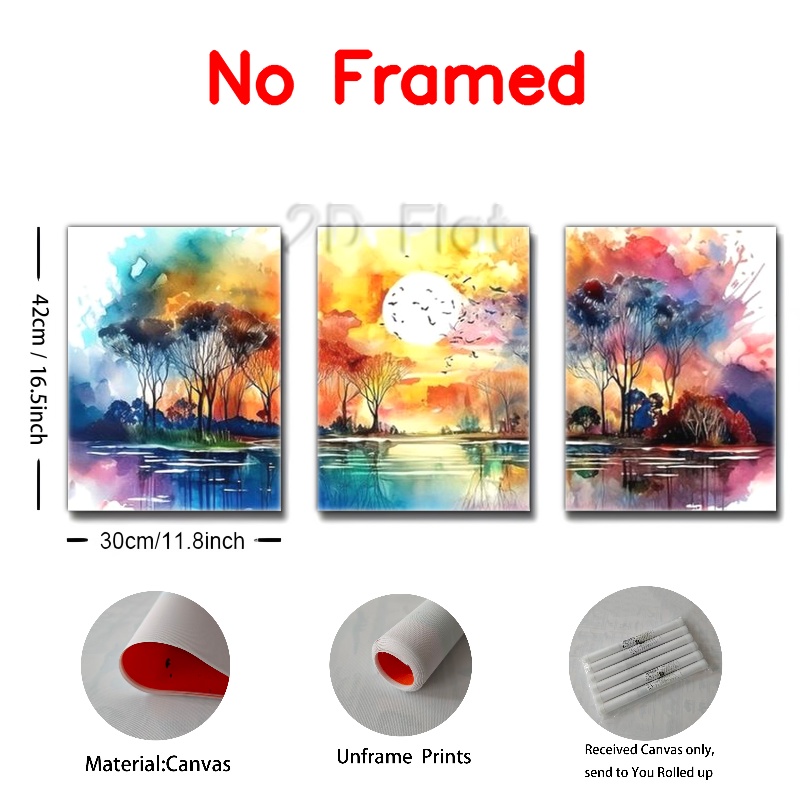 No Framed
2D Flat
42cm / 16.5inch
30cm/11.8inch
Material:Canvas
Unframe Prints
Received Canvas only,
send to You Rolled up